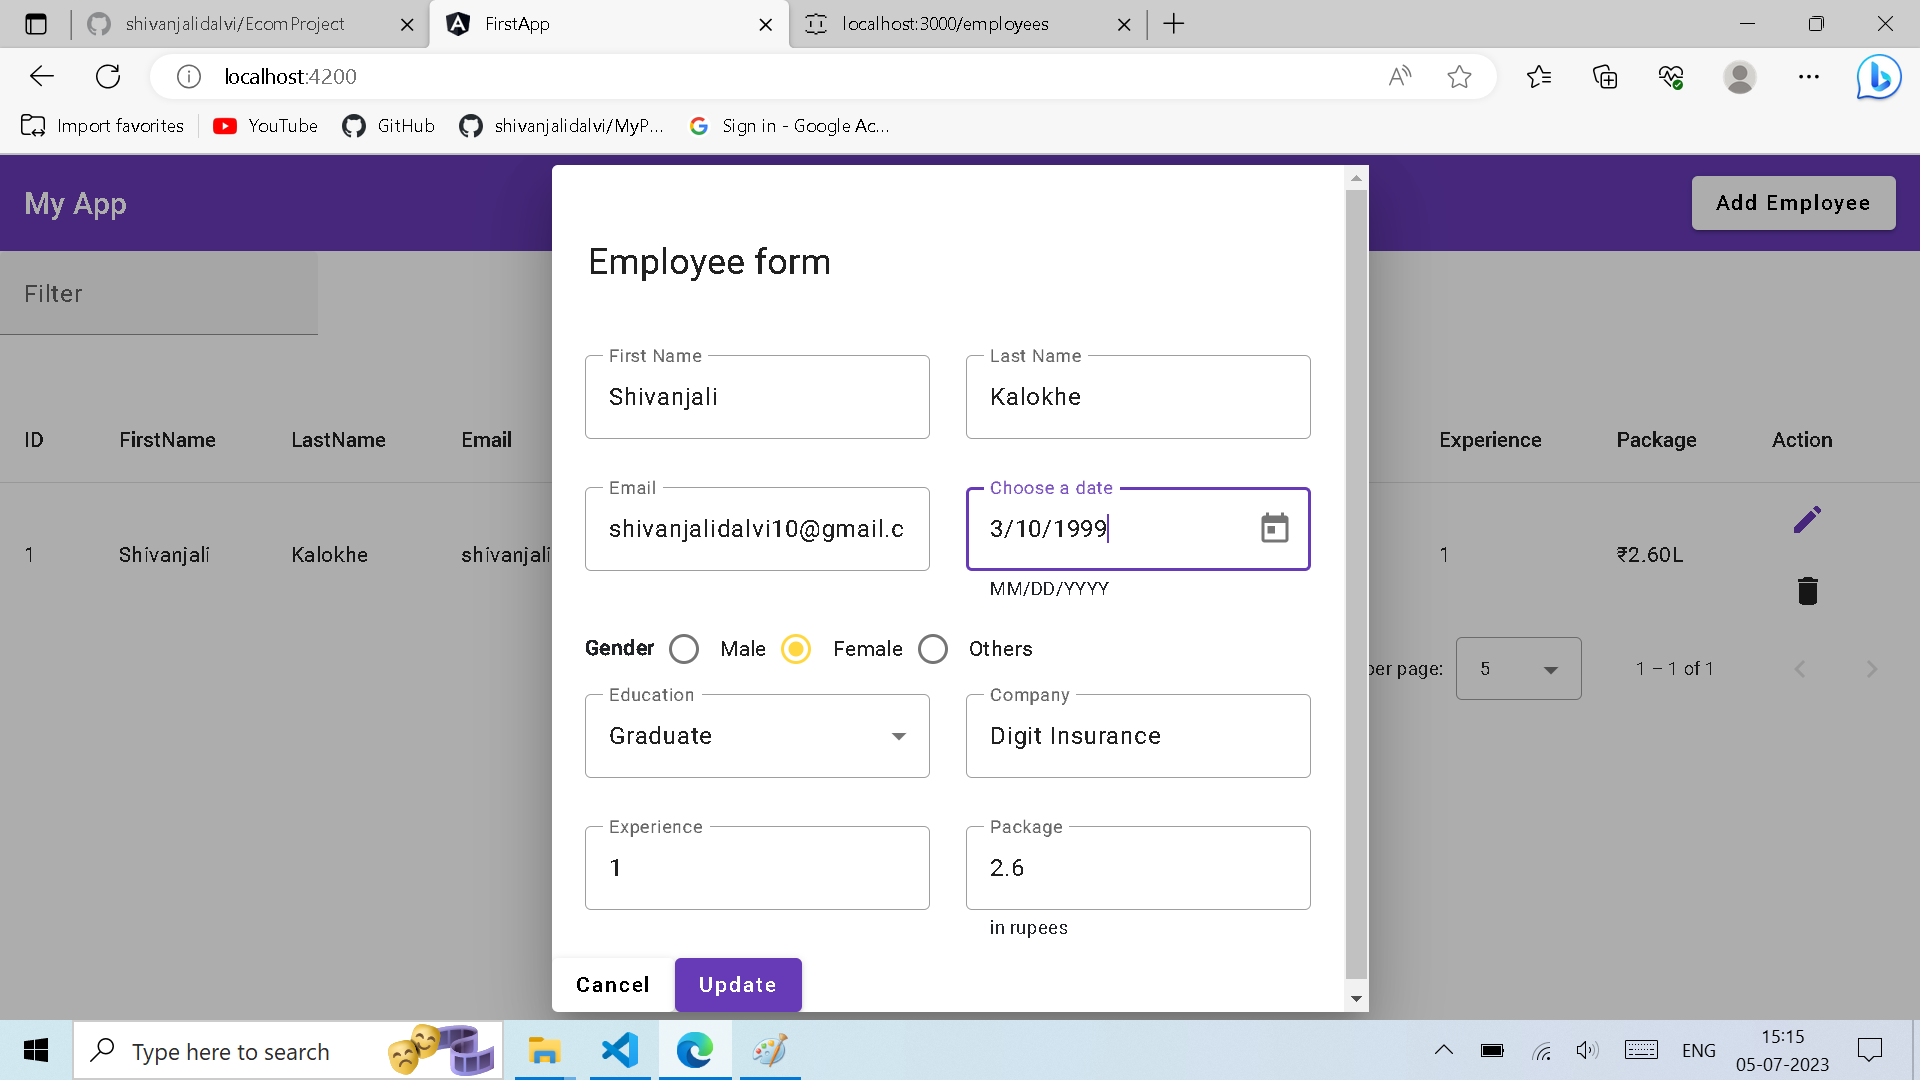 shivanjalidalvi/EcomProject
FirstApp
localhost:3000/employees
localhost:4200
Import favorites
YouTube
GitHub
shivanjalidalvi/MyP...
Sign in - Google Ac...
My App
Add Employee
Filter
Employee form
First Name
Last Name
Shivanjali
Kalokhe
ID FirstName LastName Email Experience Package Action
Email
Choose a date
shivanjalidalvi10@gmail.c
3/10/1999
1 Shivanjali Kalokhe shivanjali 1 ₹2.60L
MM/DD/YYYY
Gender Male Female Others
per page: 5 1 – 1 of 1
Education
Company
Graduate
Digit Insurance
Experience
Package
1
2.6
in rupees
Cancel Update
Type here to search
ENG
15:15
05-07-2023